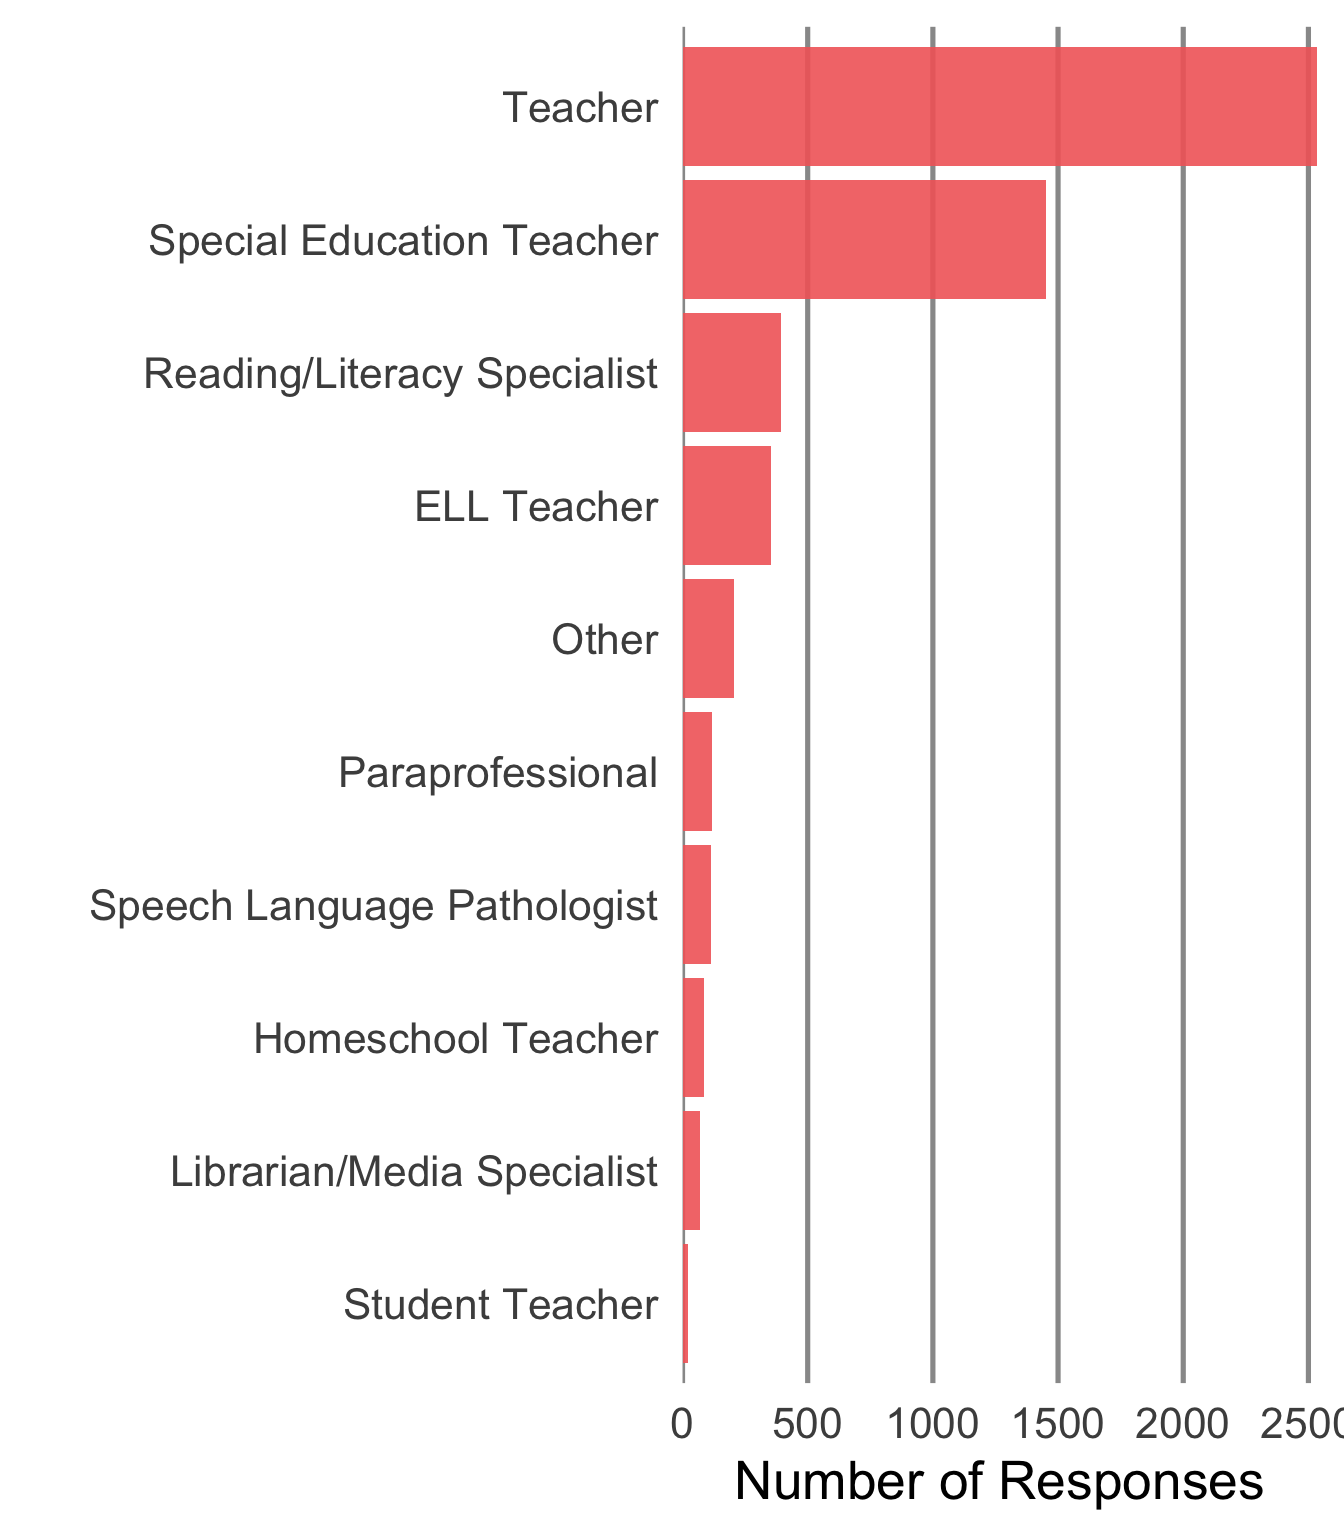 Teacher
Special Education Teacher
Reading/Literacy Specialist
ELL Teacher
Other
Paraprofessional
Speech Language Pathologist
Homeschool Teacher
Librarian/Media Specialist
Student Teacher
0 500 1000 1500 2000 2500
Number of Responses